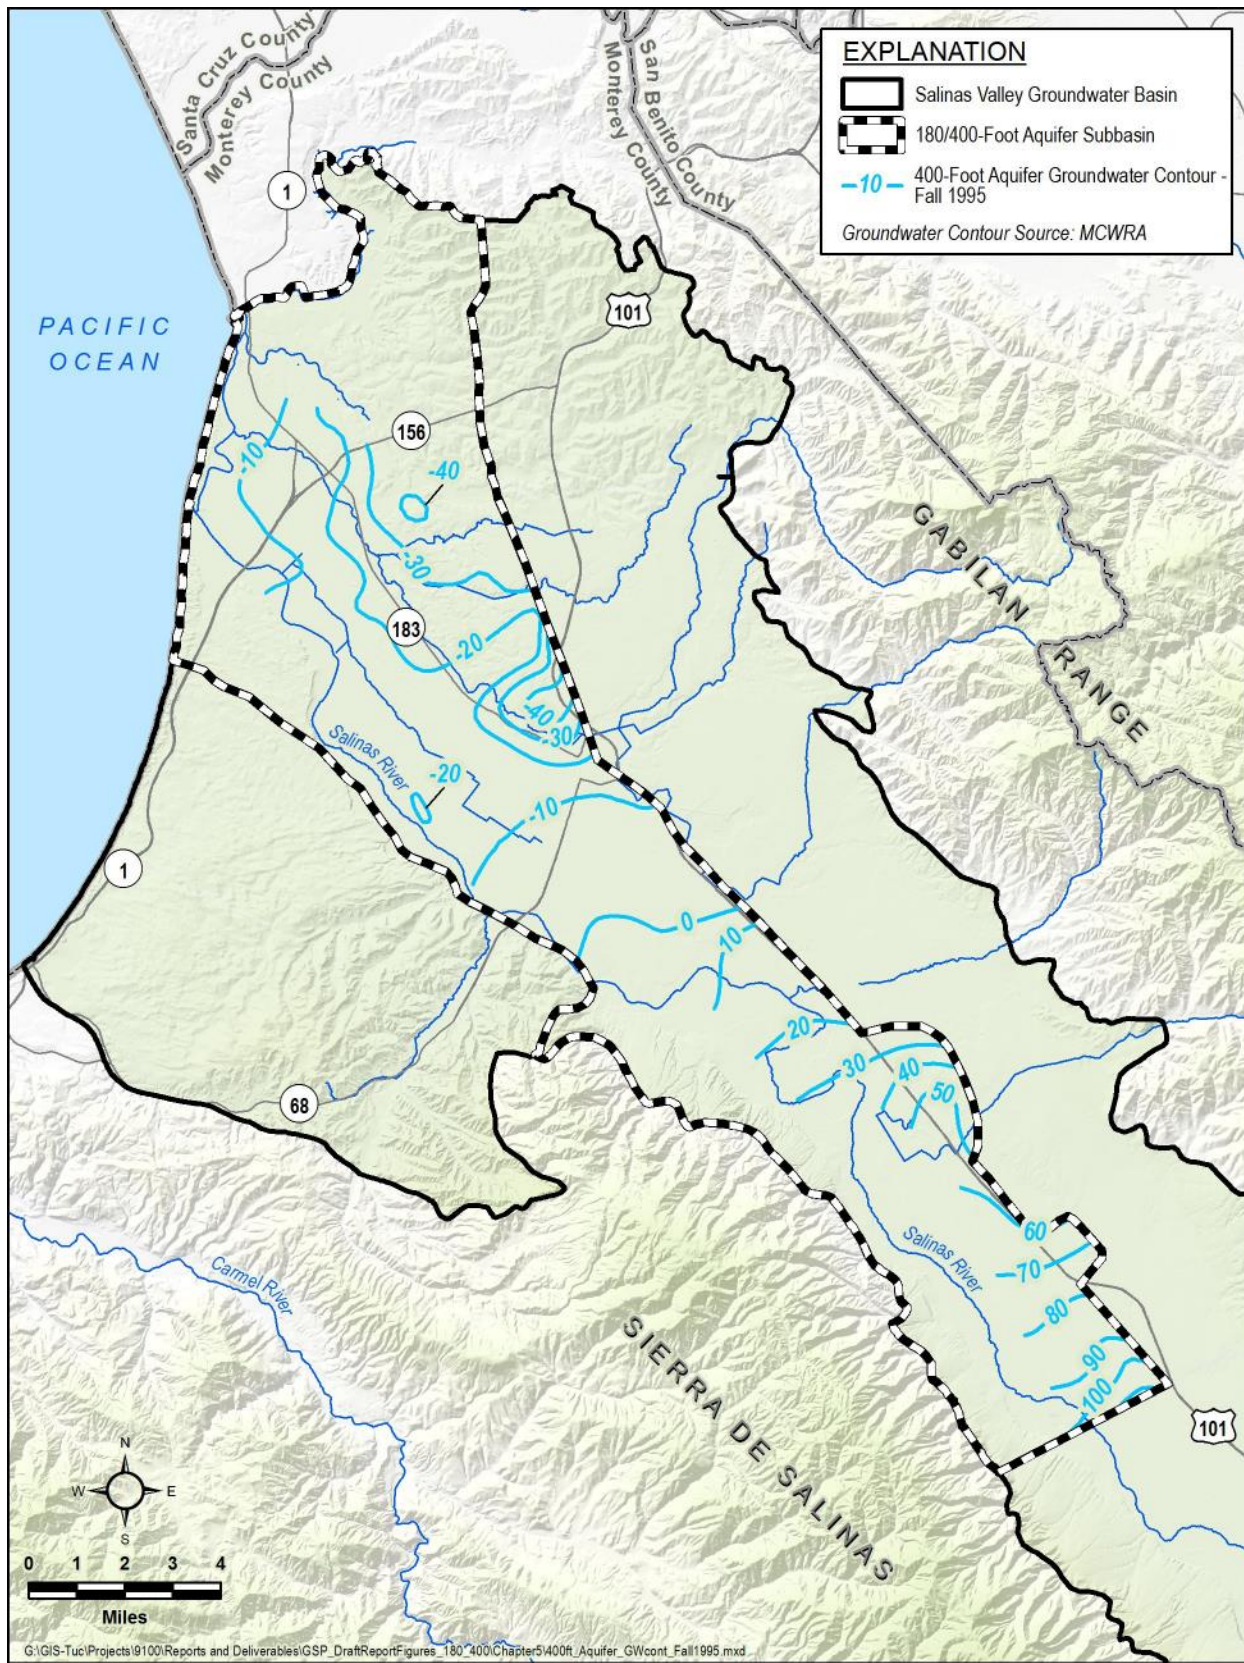 EXPLANATION
Salinas Valley Groundwater Basin
180/400-Foot Aquifer Subbasin
-10
400-Foot Aquifer Groundwater Contour -
Fall 1995
Groundwater Contour Source: MCWRA
Santa Cruz County
Monterey County
San Benito County
Monterey County
1
101
PACIFIC
OCEAN
156
-10
-40
GABILAN
RANGE
-30
183
-20
-40
-30
Salinas River
-20
-10
1
0
10
20
30
40
50
68
60
Salinas River
70
Carmel River
80
SIERRA DE SALINAS
90
100
101
N
W
E
S
0 1 2 3 4
Miles
G:\GIS-Tuc\Projects\9100\Reports and Deliverables\GSP_DraftReportFigures_180_400\Chapter5\400ft_Aquifer_GWcont_Fall1995.mxd